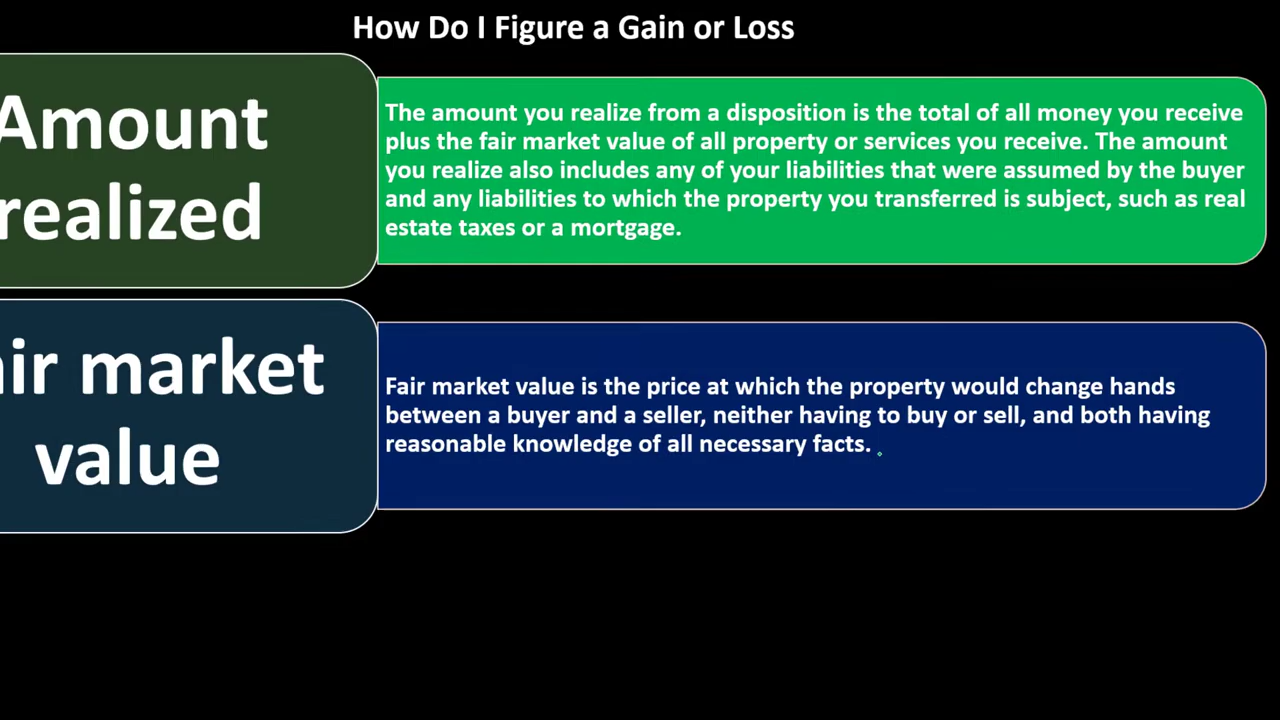 How Do I Figure a Gain or Loss
Amount
realized
The amount you realize from a disposition is the total of all money you receive
plus the fair market value of all property or services you receive. The amount
you realize also includes any of your liabilities that were assumed by the buyer
and any liabilities to which the property you transferred is subject, such as real
estate taxes or a mortgage.
air market
value
Fair market value is the price at which the property would change hands
between a buyer and a seller, neither having to buy or sell, and both having
reasonable knowledge of all necessary facts.